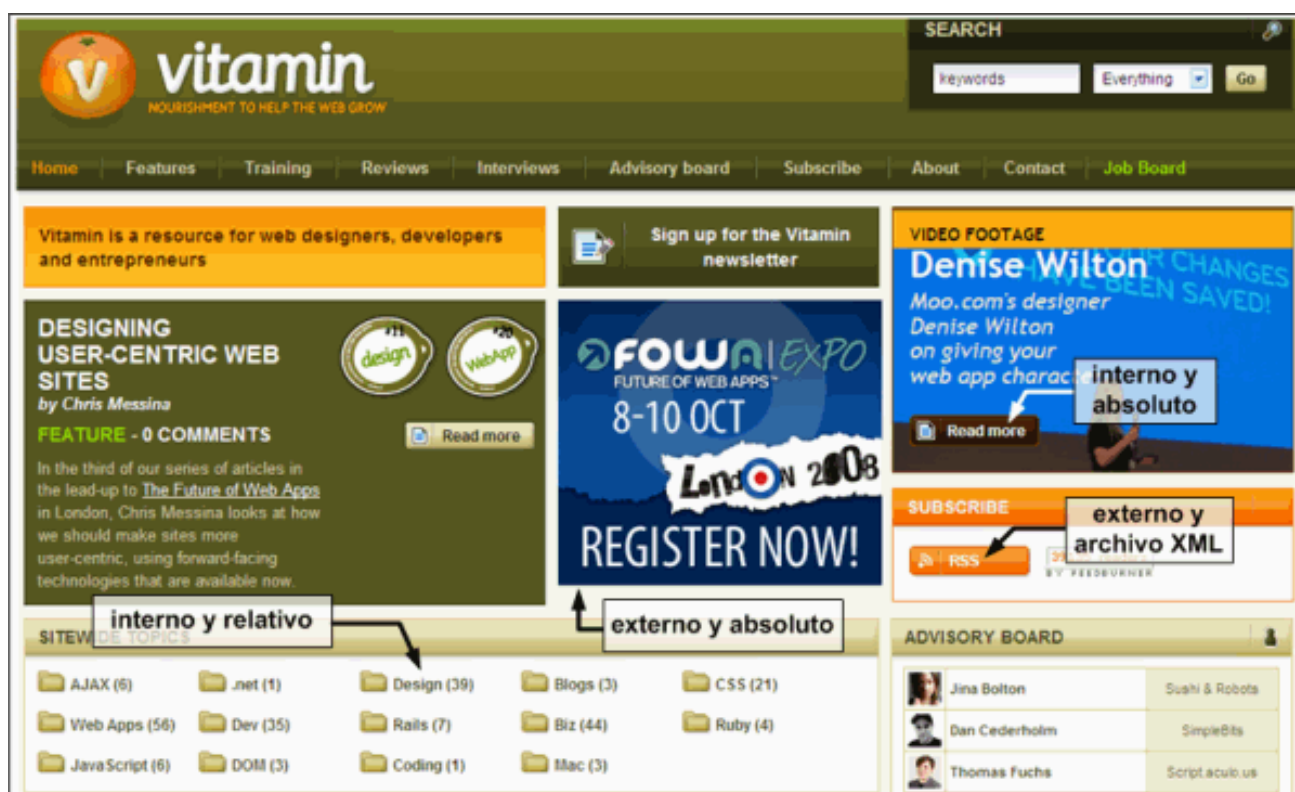 SEARCH
vitamin
NOURISHMENT TO HELP THE WEB GROW
keywords
Everything
Go
Home
Features
Training
Reviews
Interviews
Advisory board
Subscribe
About
Contact
Job Board
Vitamin is a resource for web designers, developers
and entrepreneurs
Sign up for the Vitamin
newsletter
VIDEO FOOTAGE
Denise Wilton
Moo.com's designer
Denise Wilton
on giving your
web app
YOUR CHANGES
HAVE BEEN SAVED!
interno y
absoluto
Read more
DESIGNING
USER-CENTRIC WEB
SITES
by Chris Messina
#11
design
#20
WebApp
FEATURE - 0 COMMENTS
Read more
In the third of our series of articles in
the lead-up to The Future of Web Apps
in London, Chris Messina looks at how
we should make sites more
user-centric, using forward-facing
technologies that are available now.
FOWA EXPO
FUTURE OF WEB APPS
8-10 OCT
LonDON 2008
REGISTER NOW!
SUBSCRIBE
externo y
archivo XML
RSS
BY FEEDBURNER
interno y relativo
externo y absoluto
SITEWIDE TOPICS
AJAX (6)
.net (1)
Design (39)
Blogs (3)
CSS (21)
Web Apps (56)
Dev (35)
Rails (7)
Biz (44)
Ruby (4)
JavaScript (6)
DOM (3)
Coding (1)
Mac (3)
ADVISORY BOARD
Jina Bolton
Sushi & Robots
Dan Cederholm
SimpleBits
Thomas Fuchs
Script.aculo.us